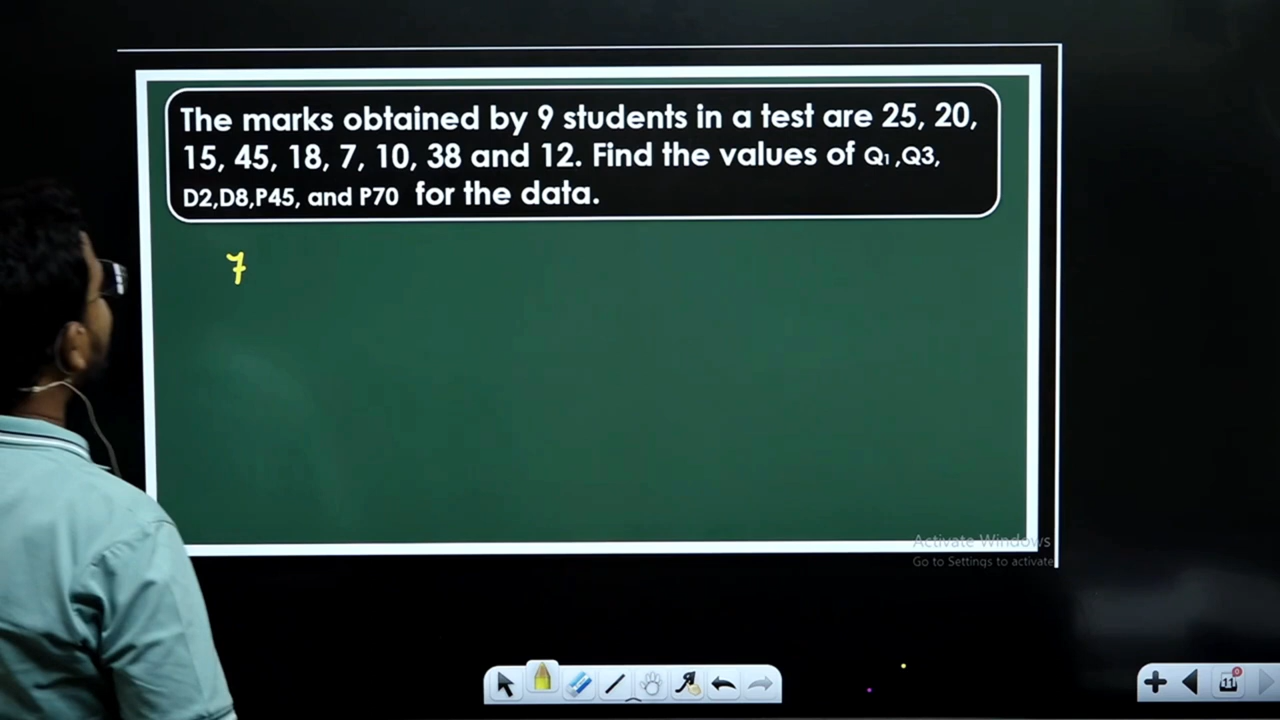 The marks obtained by 9 students in a test are 25, 20,
15, 45, 18, 7, 10, 38 and 12. Find the values of Q₁ ,Q3,
D2,D8,P45, and P70 for the data.
7
Activate Windows
Go to Settings to activate
11